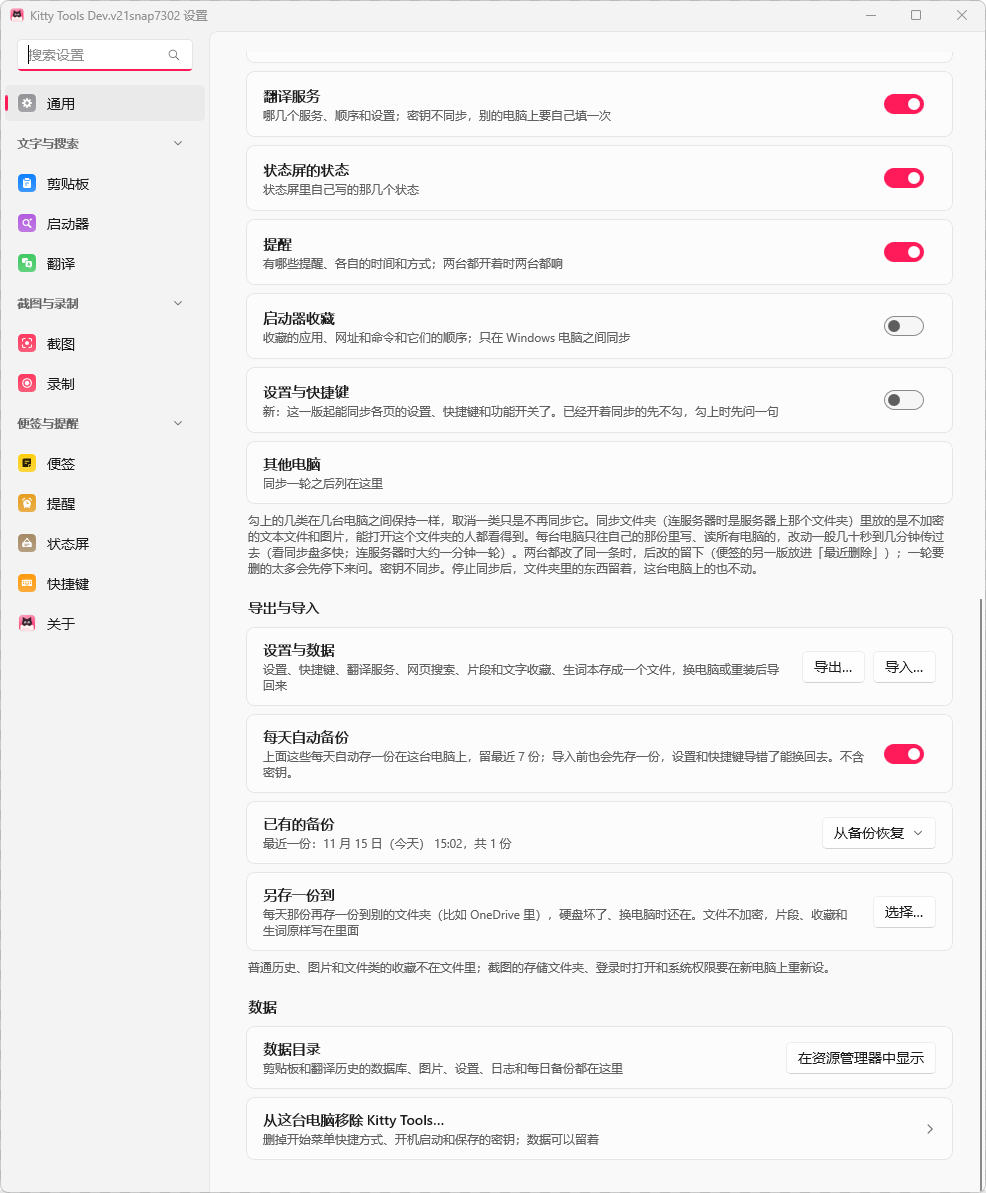 Kitty Tools Dev.v21snap7302 设置
搜索设置
通用
文字与搜索
剪贴板
启动器
翻译
截图与录制
截图
录制
便签与提醒
便签
提醒
状态屏
快捷键
关于
翻译服务
哪几个服务、顺序和设置；密钥不同步，别的电脑上要自己填一次
状态屏的状态
状态屏里自己写的那几个状态
提醒
有哪些提醒、各自的时间和方式；两台都开着时两台都响
启动器收藏
收藏的应用、网址和命令和它们的顺序；只在 Windows 电脑之间同步
设置与快捷键
新：这一版起能同步各页的设置、快捷键和功能开关了。已经开着同步的先不勾，勾上时先问一句
其他电脑
同步一轮之后列在这里
勾上的几类在几台电脑之间保持一样，取消一类只是不再同步它。同步文件夹（连服务器时是服务器上那个文件夹）里放的是不加密
的文本文件和图片，能打开这个文件夹的人都看得到。每台电脑只往自己的那份里写、读所有电脑的，改动一般几十秒到几分钟传过
去（看同步盘多快；连服务器时大约一分钟一轮）。两台都改了同一条时，后改的留下（便签的另一版放进「最近删除」）；一轮要
删的太多会先停下来问。密钥不同步。停止同步后，文件夹里的东西留着，这台电脑上的也不动。
导出与导入
设置与数据
设置、快捷键、翻译服务、网页搜索、片段和文字收藏、生词本存成一个文件，换电脑或重装后导
回来
导出...
导入...
每天自动备份
上面这些每天自动存一份在这台电脑上，留最近 7 份；导入前也会先存一份，设置和快捷键导错了能换回去。不含
密钥。
已有的备份
最近一份：11 月 15 日（今天） 15:02，共 1 份
从备份恢复
另存一份到
每天那份再存一份到别的文件夹（比如 OneDrive 里），硬盘坏了、换电脑时还在。文件不加密，片段、收藏和
生词原样写在里面
选择...
普通历史、图片和文件类的收藏不在文件里；截图的存储文件夹、登录时打开和系统权限要在新电脑上重新设。
数据
数据目录
剪贴板和翻译历史的数据库、图片、设置、日志和每日备份都在这里
在资源管理器中显示
从这台电脑移除 Kitty Tools...
删掉开始菜单快捷方式、开机启动和保存的密钥；数据可以留着